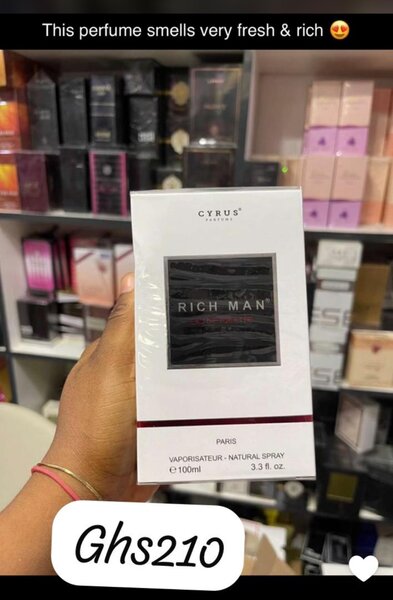 This perfume smells very fresh & rich 😍
CYRUS®
PARFUMS
RICH MAN®
PARIS
VAPORISATEUR - NATURAL SPRAY
℮100ml 3.3 fl. oz.
Ghs210